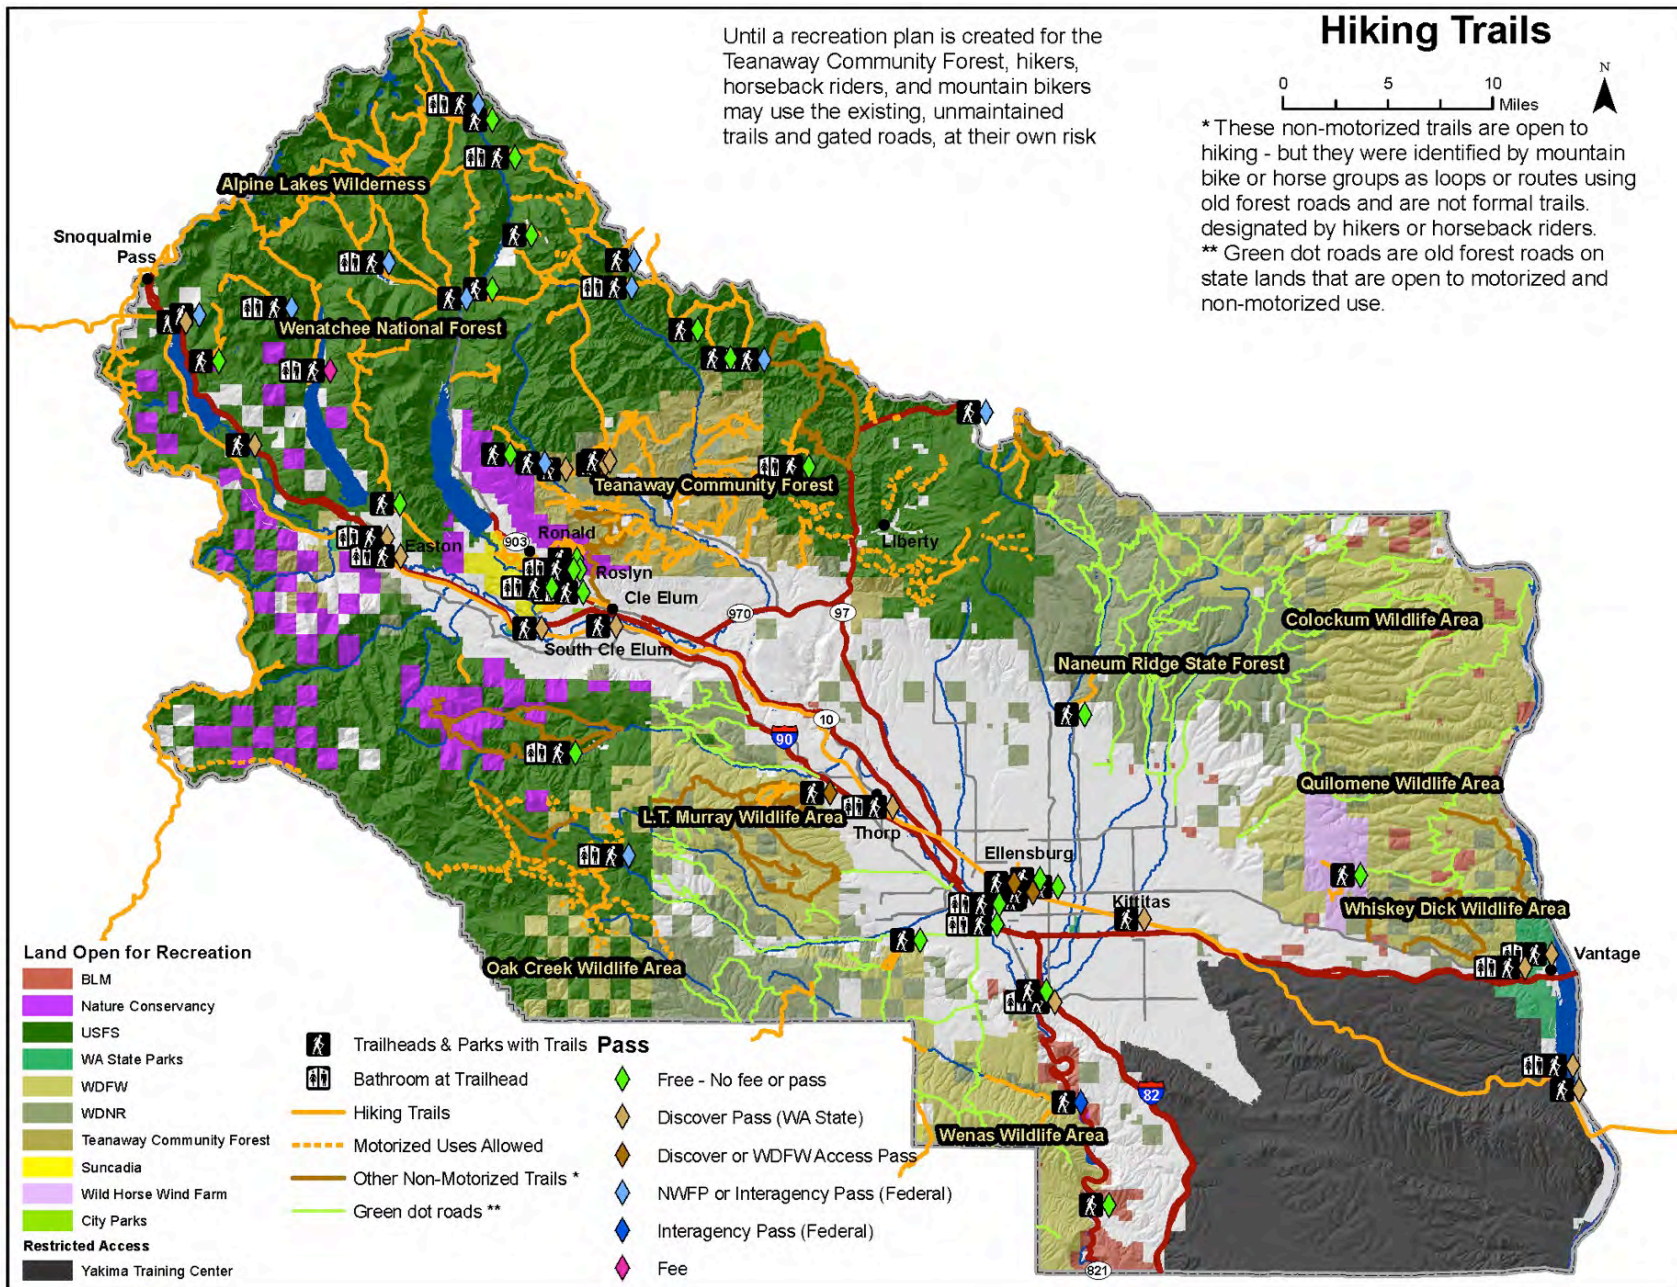 Hiking Trails
Until a recreation plan is created for the
Teanaway Community Forest, hikers,
horseback riders, and mountain bikers
may use the existing, unmaintained
trails and gated roads, at their own risk
0 5 10
Miles
N
* These non-motorized trails are open to
hiking - but they were identified by mountain
bike or horse groups as loops or routes using
old forest roads and are not formal trails.
designated by hikers or horseback riders.
** Green dot roads are old forest roads on
state lands that are open to motorized and
non-motorized use.
Alpine Lakes Wilderness
Snoqualmie
Pass
Wenatchee National Forest
Teanaway Community Forest
Liberty
903
Ronald
Easton
Roslyn
Cle Elum
970
97
South Cle Elum
Colockum Wildlife Area
Naneum Ridge State Forest
10
90
Quilomene Wildlife Area
L.T. Murray Wildlife Area
Thorp
Ellensburg
Kittitas
Whiskey Dick Wildlife Area
Vantage
Oak Creek Wildlife Area
82
Wenas Wildlife Area
821
Land Open for Recreation
BLM
Nature Conservancy
USFS
WA State Parks
WDFW
WDNR
Teanaway Community Forest
Suncadia
Wild Horse Wind Farm
City Parks
Restricted Access
Yakima Training Center
Trailheads & Parks with Trails
Bathroom at Trailhead
Hiking Trails
Motorized Uses Allowed
Other Non-Motorized Trails *
Green dot roads **
Pass
Free - No fee or pass
Discover Pass (WA State)
Discover or WDFW Access Pass
NWFP or Interagency Pass (Federal)
Interagency Pass (Federal)
Fee